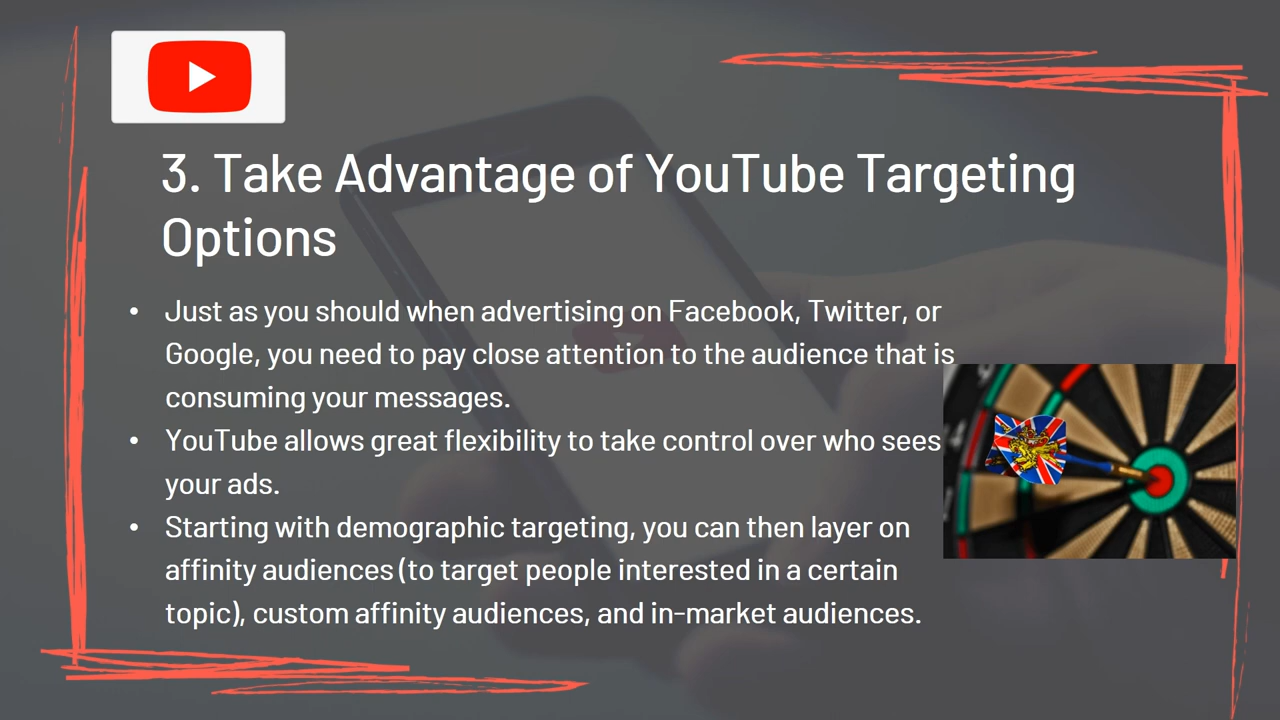 3. Take Advantage of YouTube Targeting
Options
• Just as you should when advertising on Facebook, Twitter, or
Google, you need to pay close attention to the audience that is
consuming your messages.
• YouTube allows great flexibility to take control over who sees
your ads.
• Starting with demographic targeting, you can then layer on
affinity audiences (to target people interested in a certain
topic), custom affinity audiences, and in-market audiences.